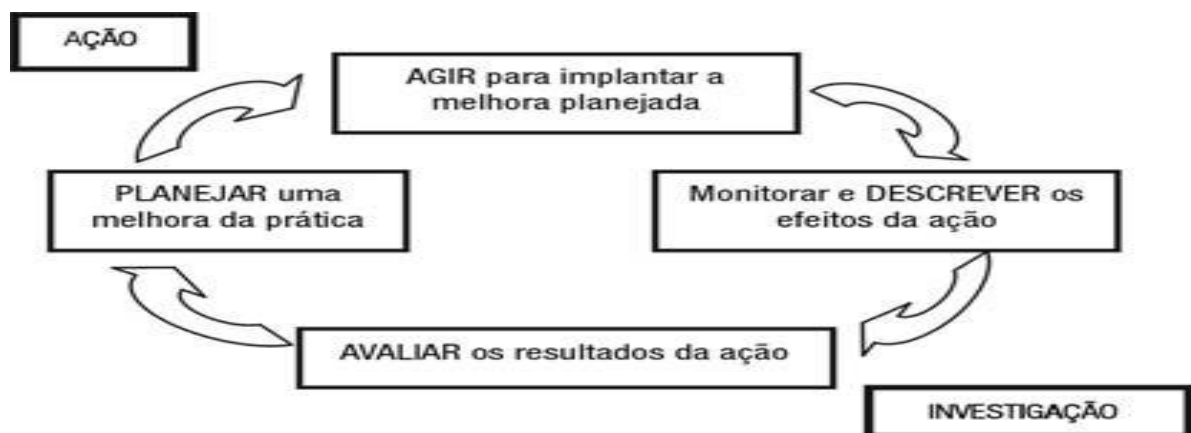 AÇÃO
AGIR para implantar a
melhora planejada
PLANEJAR uma
melhora da prática
Monitorar e DESCREVER os
efeitos da ação
AVALIAR os resultados da ação
INVESTIGAÇÃO